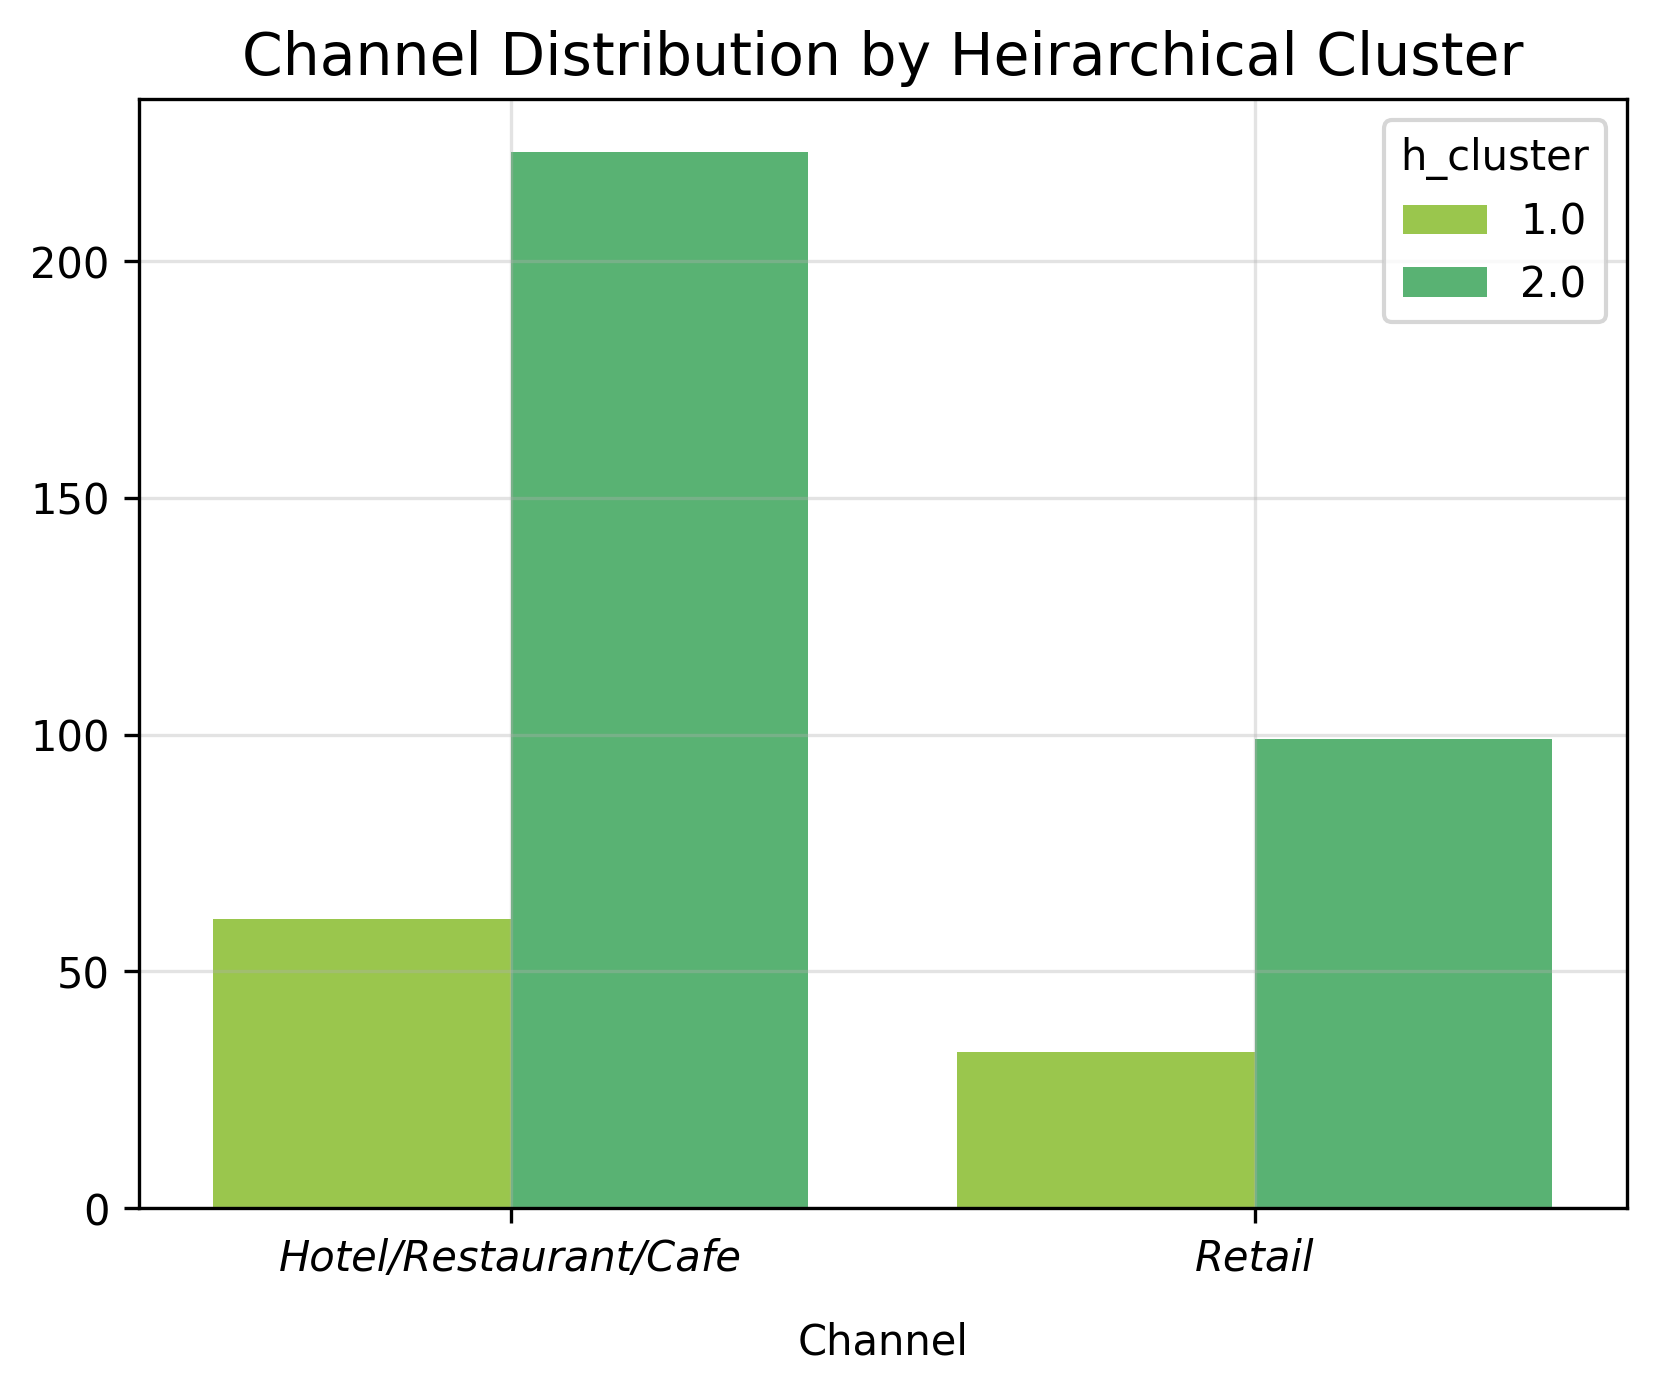 Channel Distribution by Heirarchical Cluster
h_cluster
1.0
2.0
200
150
100
50
0
Hotel/Restaurant/Cafe
Retail
Channel